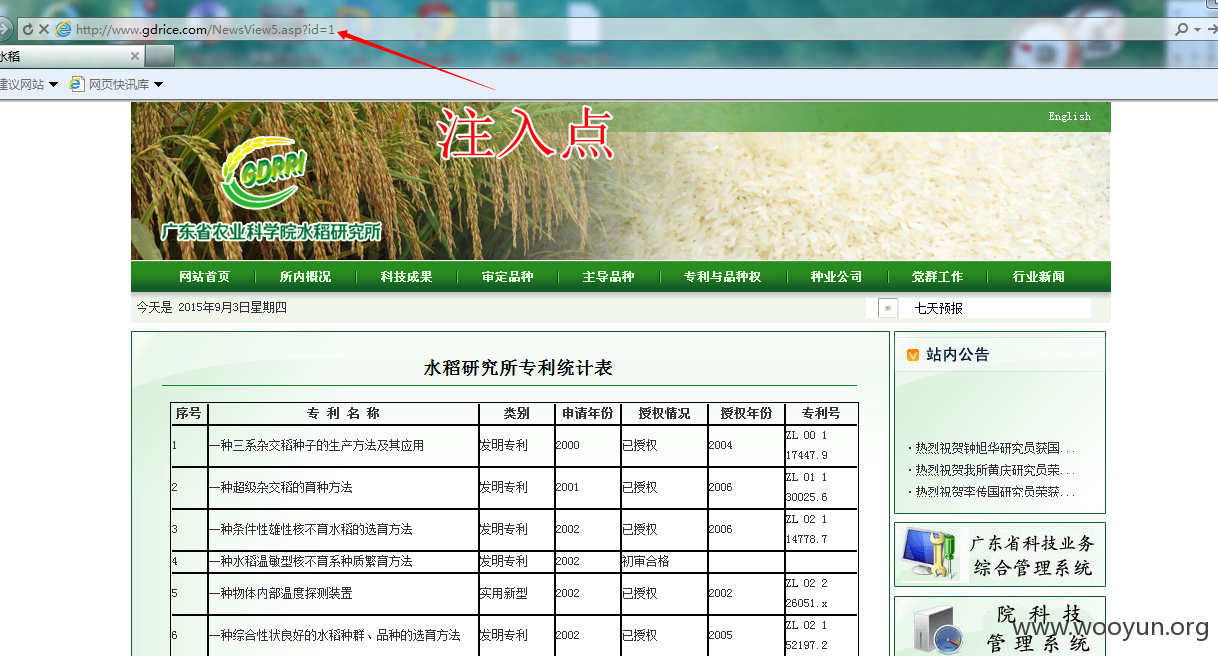 http://www.gdrice.com/NewsView5.asp?id=1
水稻
建议网站 网页快讯库
English
注入点
GDRRI
广东省农业科学院水稻研究所
网站首页 所内概况 科技成果 审定品种 主导品种 专利与品种权 种业公司 党群工作 行业新闻
今天是 2015年9月3日星期四
七天预报
水稻研究所专利统计表
序号 专 利 名 称 类别 申请年份 授权情况 授权年份 专利号
1 一种三系杂交稻种子的生产方法及其应用 发明专利 2000 已授权 2004 ZL 00 1
17447.9
2 一种超级杂交稻的育种方法 发明专利 2001 已授权 2006 ZL 01 1
30025.6
3 一种条件性雄性核不育水稻的选育方法 发明专利 2002 已授权 2006 ZL 02 1
14778.7
4 一种水稻温敏型核不育系种质繁育方法 发明专利 2002 初审合格
5 一种物体内部温度探测装置 实用新型 2002 已授权 2002 ZL 02 2
26051.x
6 一种综合性状良好的水稻种群、品种的选育方法 发明专利 2002 已授权 2005 ZL 02 1
52197.2
站内公告
·热烈祝贺钟旭华研究员获国...
·热烈祝贺我所黄庆研究员荣...
·热烈祝贺李传国研究员荣获...
广东省科技业务
综合管理系统
院 科 技
管 理 系 统
www.wooyun.org